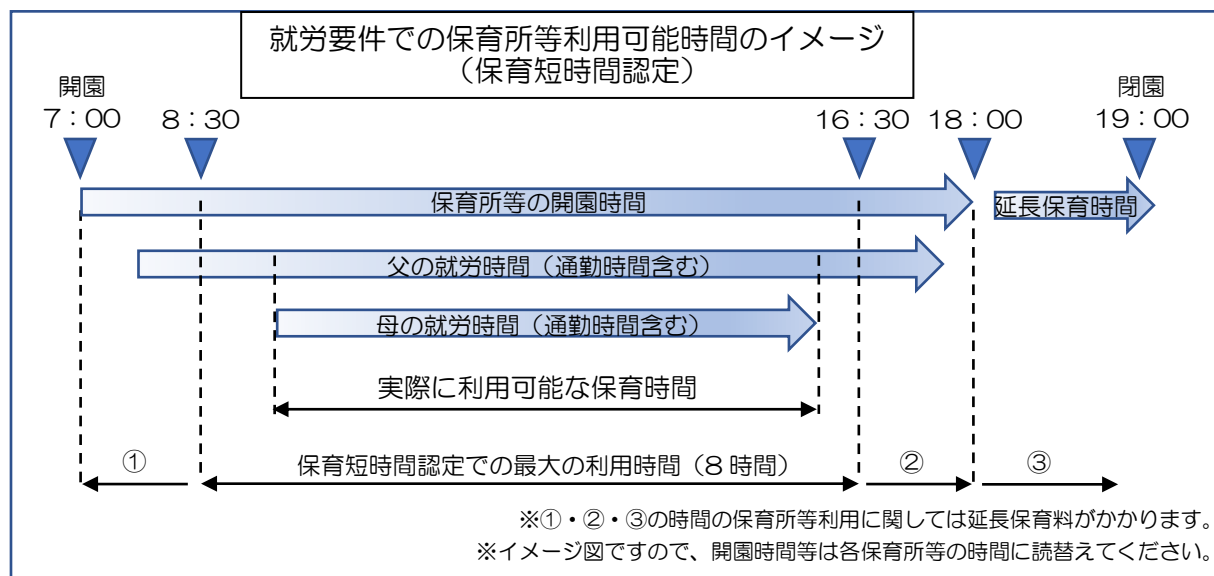 就労要件での保育所等利用可能時間のイメージ
（保育短時間認定）
開園
閉園
7：00
8：30
16：30
18：00
19：00
保育所等の開園時間
延長保育時間
父の就労時間（通勤時間含む）
母の就労時間（通勤時間含む）
実際に利用可能な保育時間
①
保育短時間認定での最大の利用時間（8時間）
②
③
※①・②・③の時間の保育所等利用に関しては延長保育料がかかります。
※イメージ図ですので、開園時間等は各保育所等の時間に読替えてください。